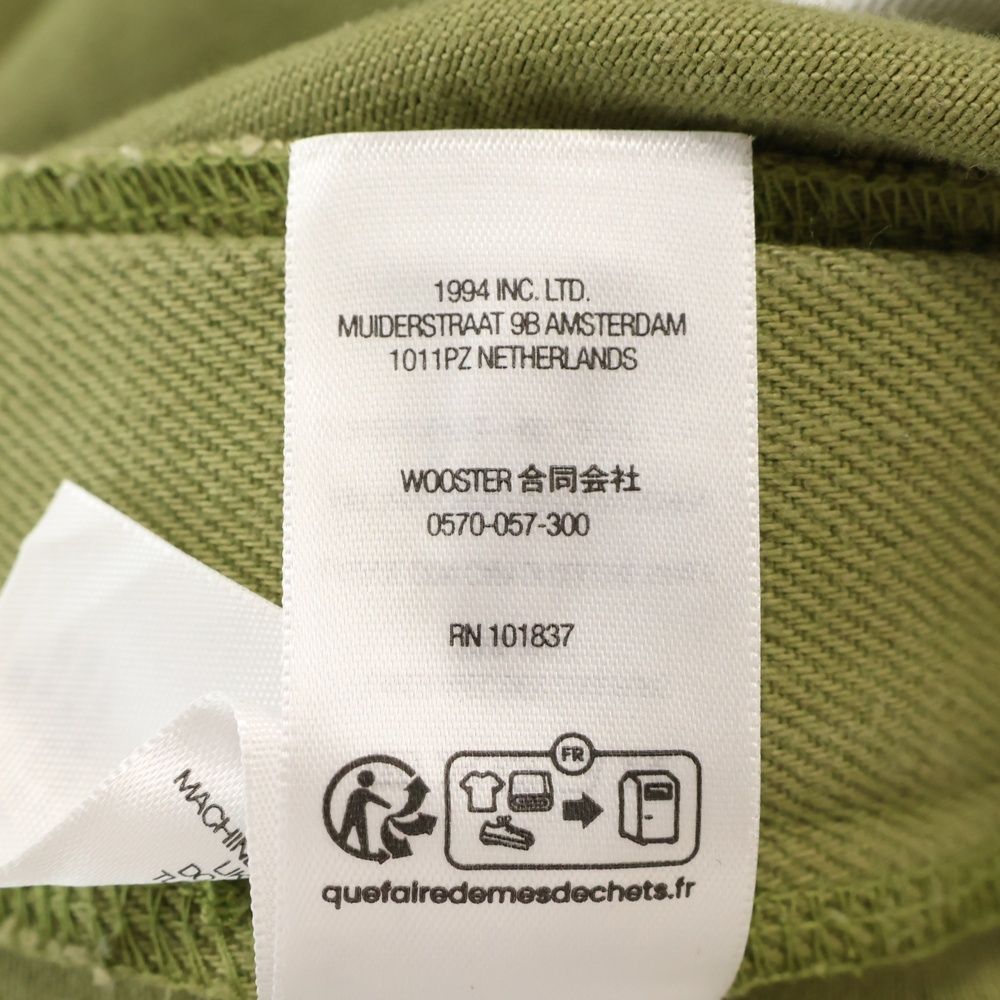 1994 INC. LTD.
MUIDERSTRAAT 9B AMSTERDAM
1011PZ NETHERLANDS
WOOSTER 合同会社
0570-057-300
RN 101837
FR
quefairedemesdechets.fr